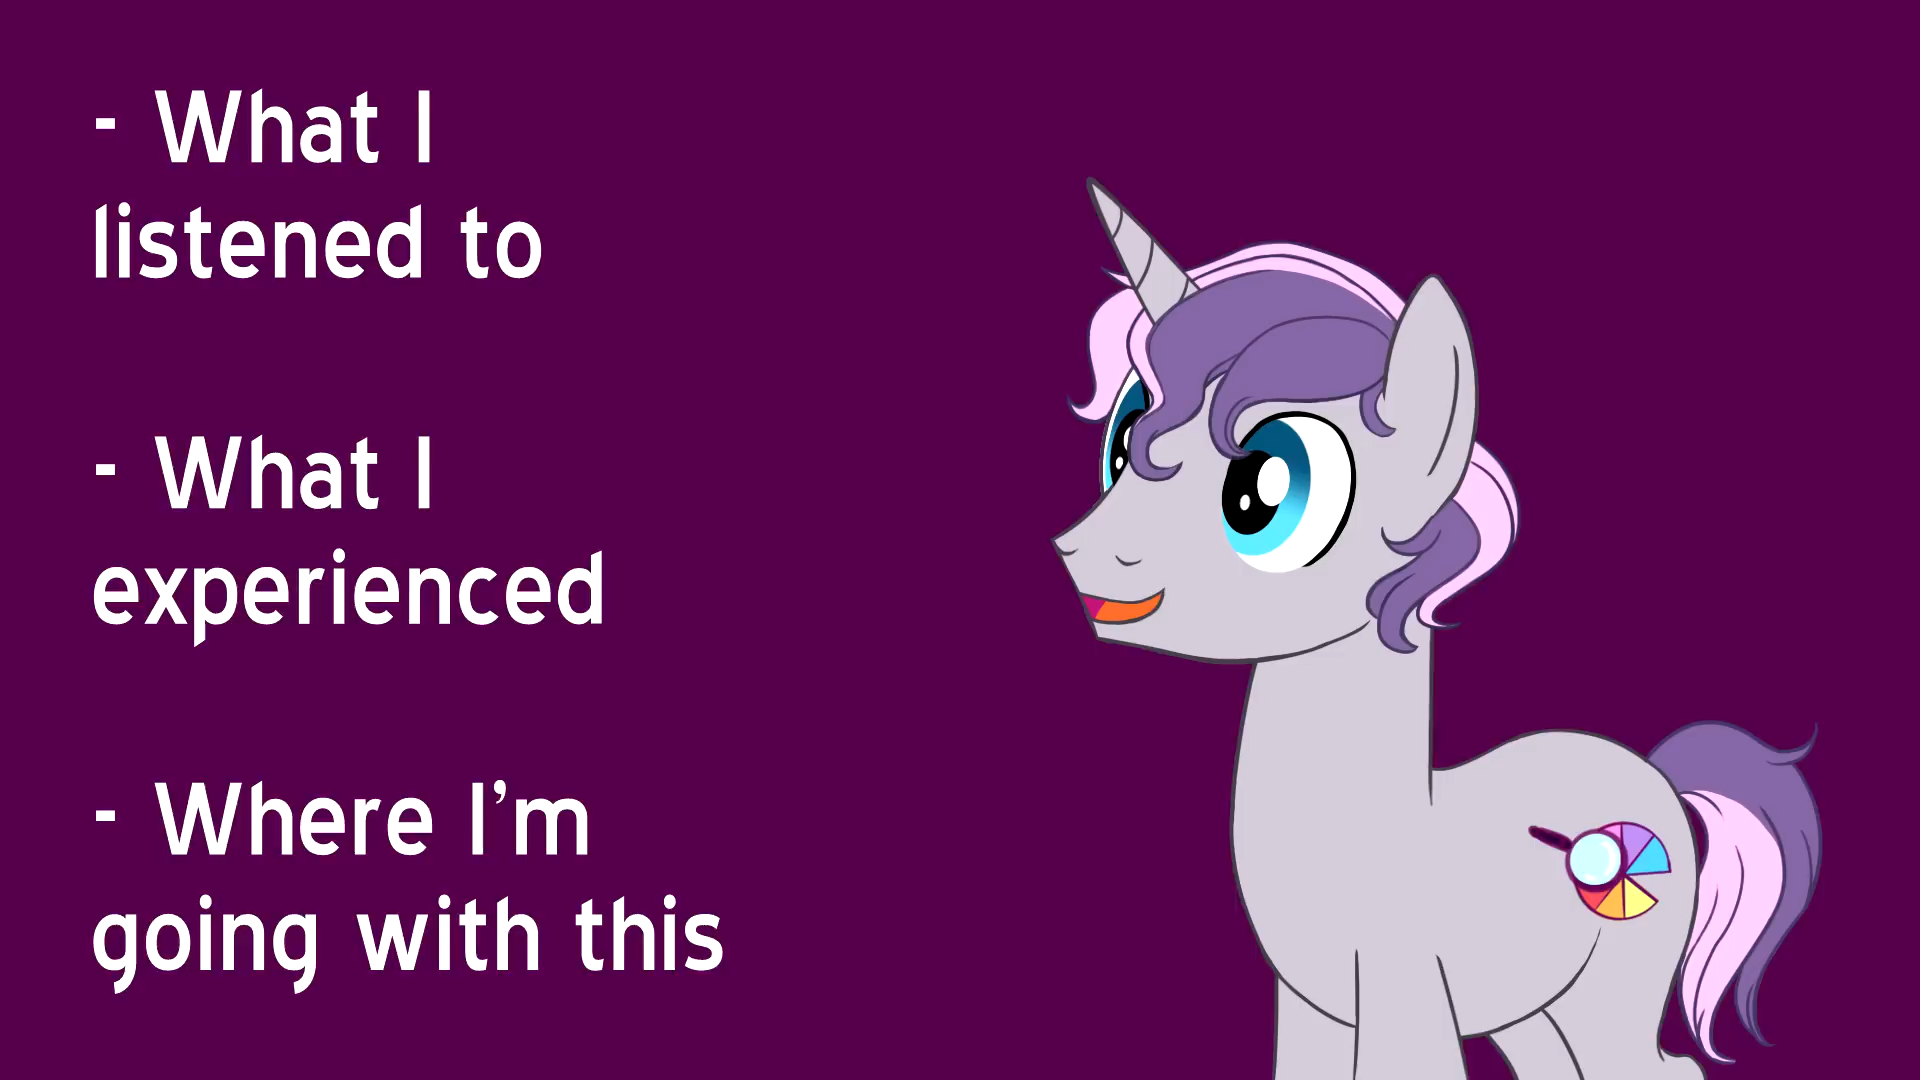 - What I
listened to
- What I
experienced
- Where I'm
going with this